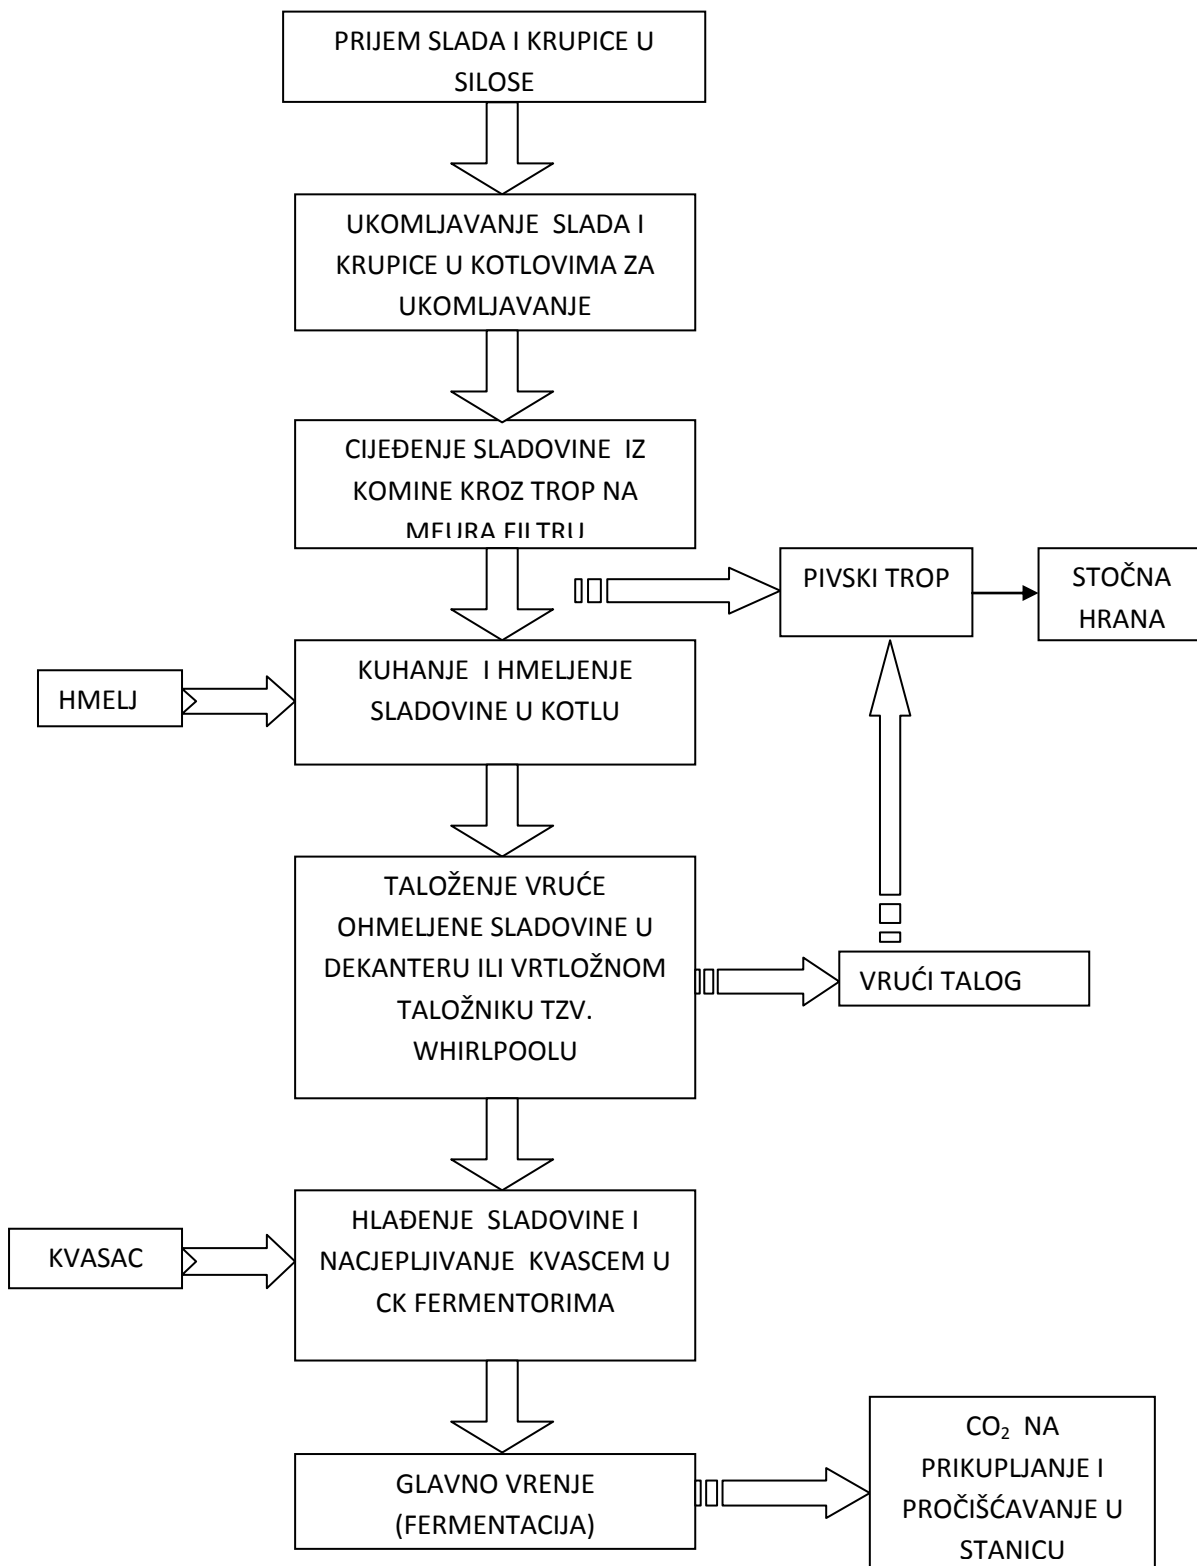 PRIJEM SLADA I KRUPICE U
SILOSE
UKOMLJAVANJE SLADA I
KRUPICE U KOTLOVIMA ZA
UKOMLJAVANJE
CIJEĐENJE SLADOVINE IZ
KOMINE KROZ TROP NA
MEURA FILTRU
PIVSKI TROP
STOČNA
HRANA
HMELJ
KUHANJE I HMELJENJE
SLADOVINE U KOTLU
TALOŽENJE VRUĆE
OHMELJENE SLADOVINE U
DEKANTERU ILI VRTLOŽNOM
TALOŽNIKU TZV.
WHIRLPOOLU
VRUĆI TALOG
KVASAC
HLAĐENJE SLADOVINE I
NACJEPLJIVANJE KVASCEM U
CK FERMENTORIMA
GLAVNO VRENJE
(FERMENTACIJA)
CO₂ NA
PRIKUPLJANJE I
PROČIŠĆAVANJE U
STANICU